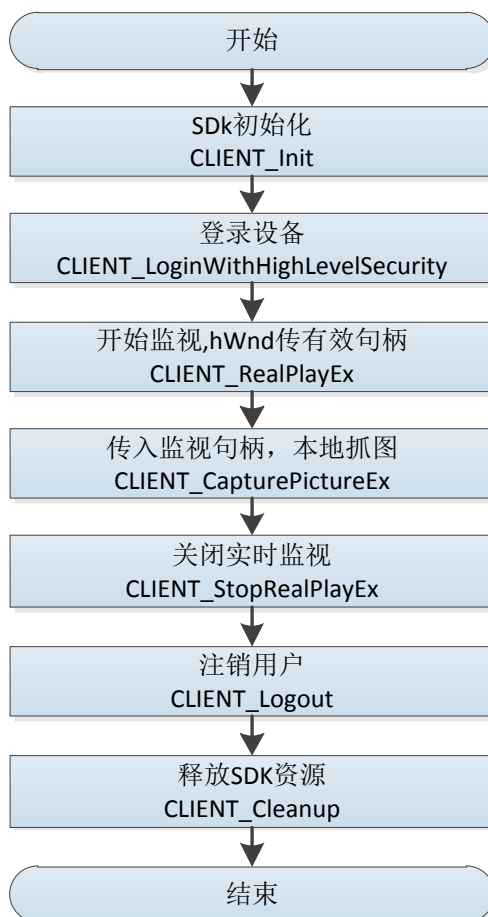 开始
SDk初始化
CLIENT_Init
登录设备
CLIENT_LoginWithHighLevelSecurity
开始监视,hWnd传有效句柄
CLIENT_RealPlayEx
传入监视句柄，本地抓图
CLIENT_CapturePictureEx
关闭实时监视
CLIENT_StopRealPlayEx
注销用户
CLIENT_Logout
释放SDK资源
CLIENT_Cleanup
结束